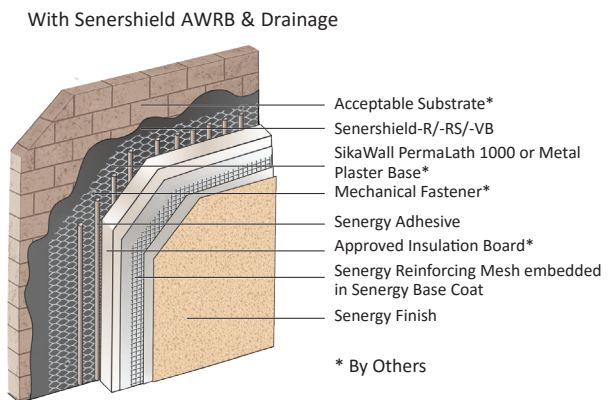 With Senershield AWRB & Drainage
Acceptable Substrate*
Senershield-R/-RS/-VB
SikaWall PermaLath 1000 or Metal
Plaster Base*
Mechanical Fastener*
Senergy Adhesive
Approved Insulation Board*
Senergy Reinforcing Mesh embedded
in Senergy Base Coat
Senergy Finish
* By Others